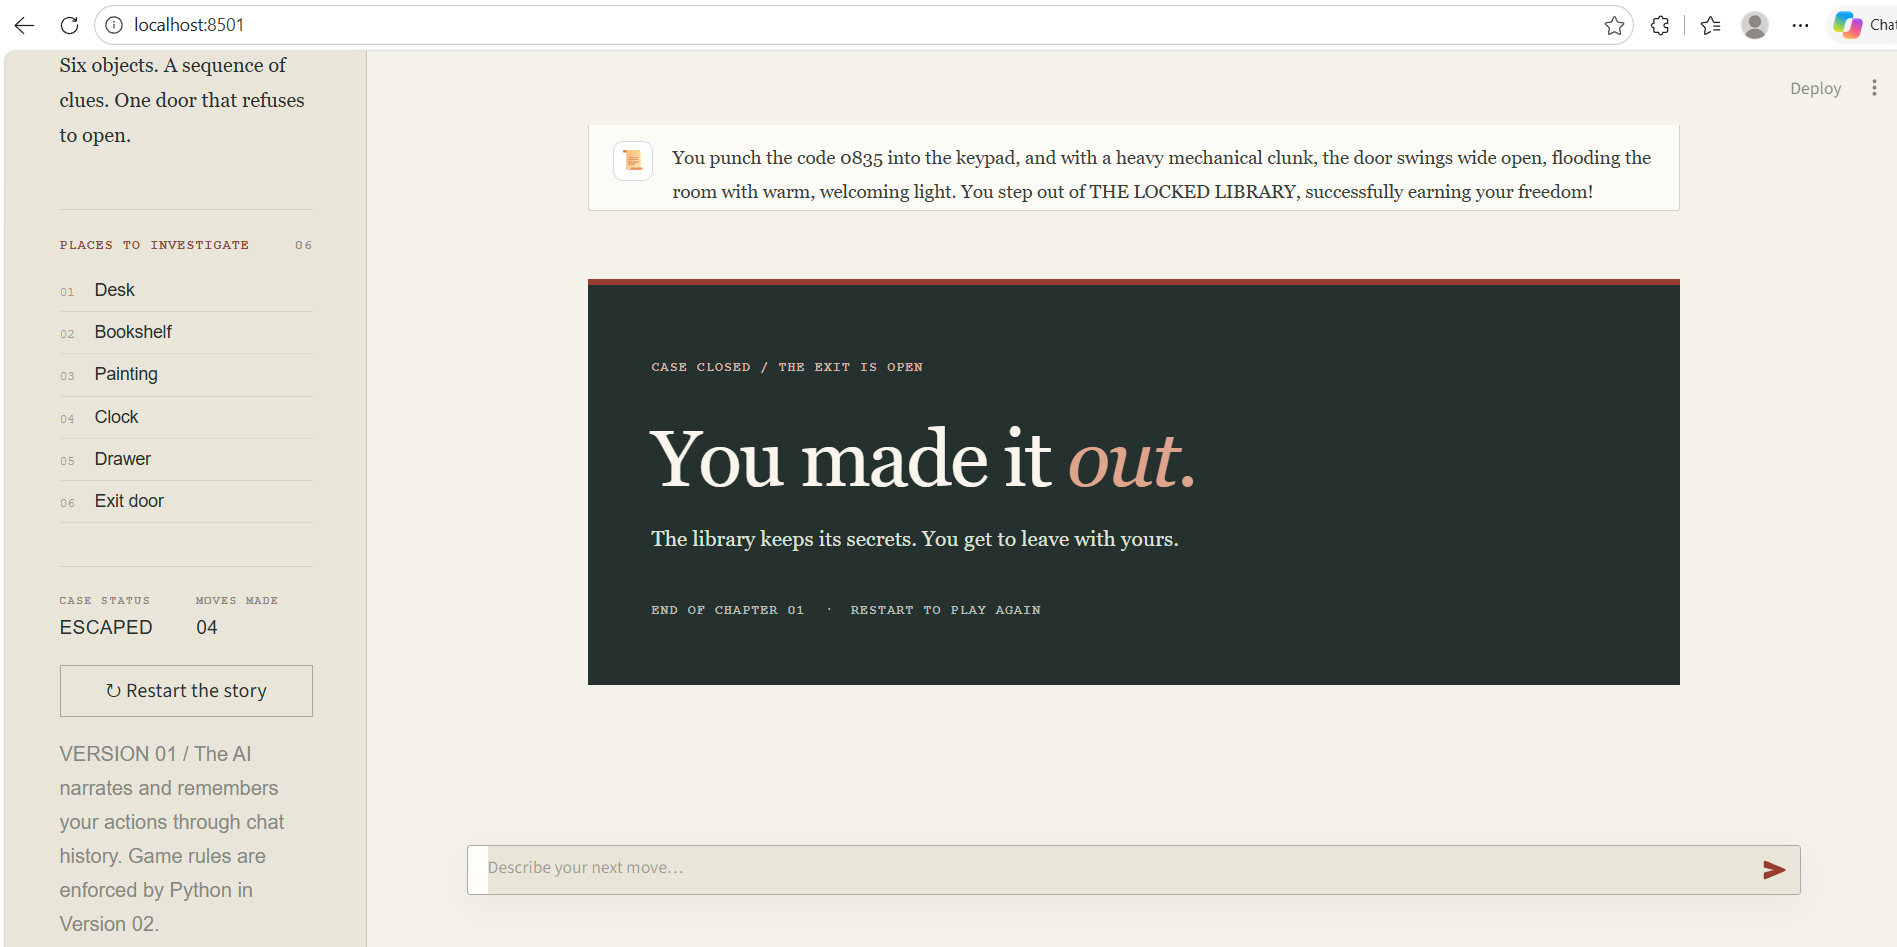 localhost:8501
Chat
Six objects. A sequence of
clues. One door that refuses
to open.
PLACES TO INVESTIGATE 06
01 Desk
02 Bookshelf
03 Painting
04 Clock
05 Drawer
06 Exit door
CASE STATUS MOVES MADE
ESCAPED 04
↻ Restart the story
VERSION 01 / The AI
narrates and remembers
your actions through chat
history. Game rules are
enforced by Python in
Version 02.
Deploy
You punch the code 0835 into the keypad, and with a heavy mechanical clunk, the door swings wide open, flooding the
room with warm, welcoming light. You step out of THE LOCKED LIBRARY, successfully earning your freedom!
CASE CLOSED / THE EXIT IS OPEN
You made it out.
The library keeps its secrets. You get to leave with yours.
END OF CHAPTER 01 · RESTART TO PLAY AGAIN
Describe your next move...